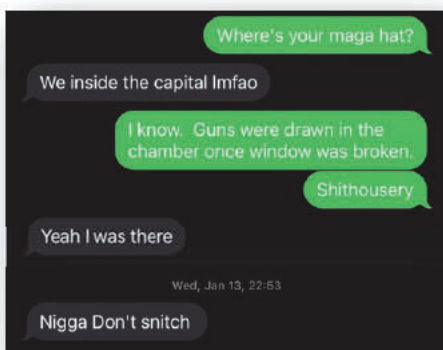 Where's your maga hat?
We inside the capital lmfao
I know.  Guns were drawn in the
chamber once window was broken.
Shithousery
Yeah I was there
Wed, Jan 13, 22:53
Nigga Don't snitch